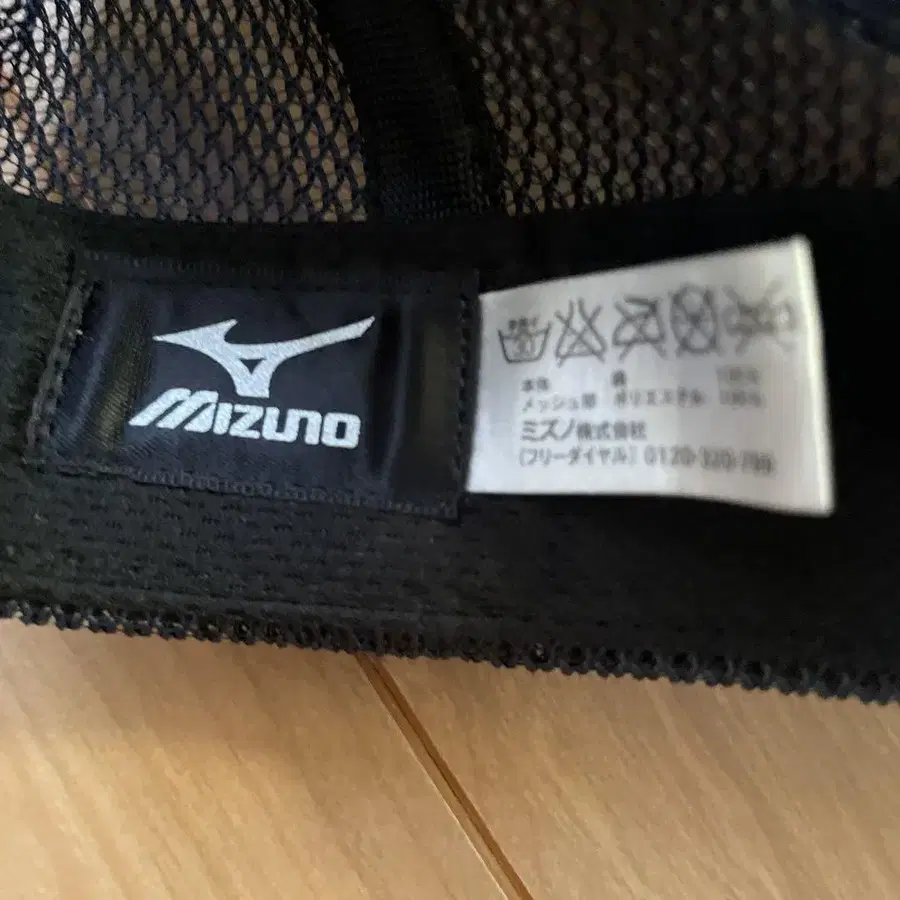 MIZUNO
本体 綿 100%
メッシュ部 ポリエステル 100%
ミズノ株式会社
(フリーダイヤル) 0120-320-799